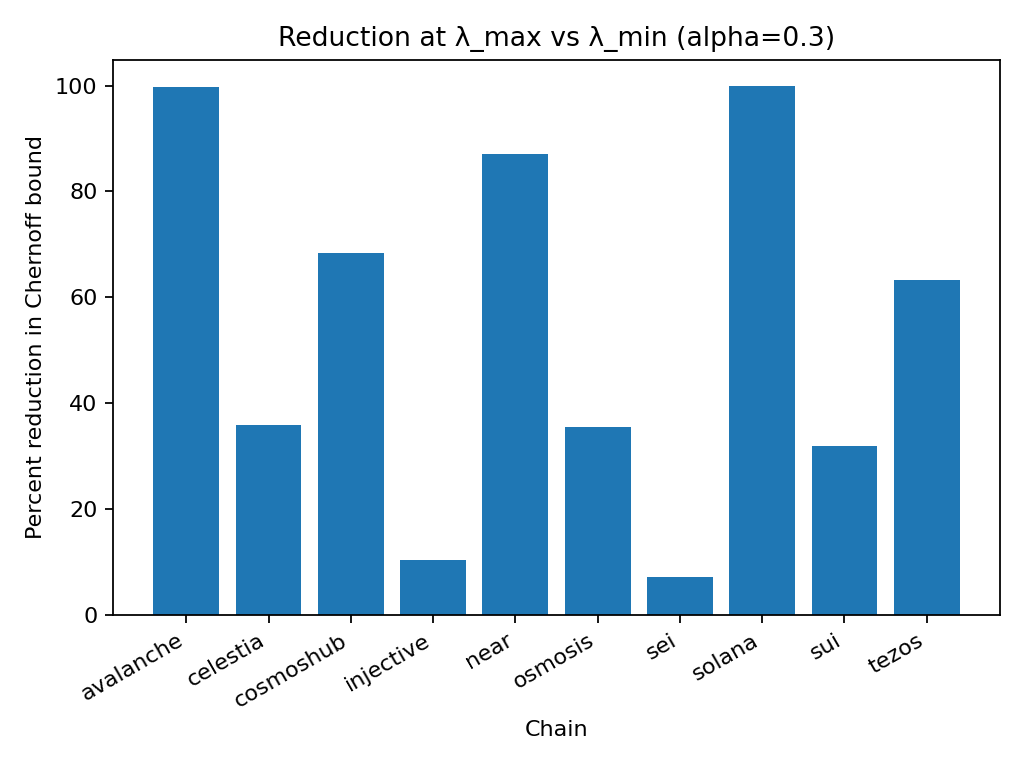 Reduction at λ_max vs λ_min (alpha=0.3)
Percent reduction in Chernoff bound
100
80
60
40
20
0
avalanche
celestia
cosmoshub
injective
near
osmosis
sei
solana
sui
tezos
Chain